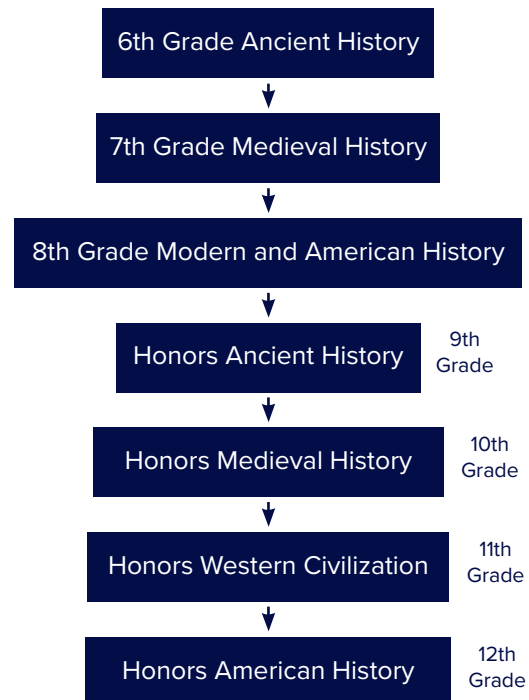 6th Grade Ancient History
7th Grade Medieval History
8th Grade Modern and American History
Honors Ancient History
9th
Grade
Honors Medieval History
10th
Grade
Honors Western Civilization
11th
Grade
Honors American History
12th
Grade